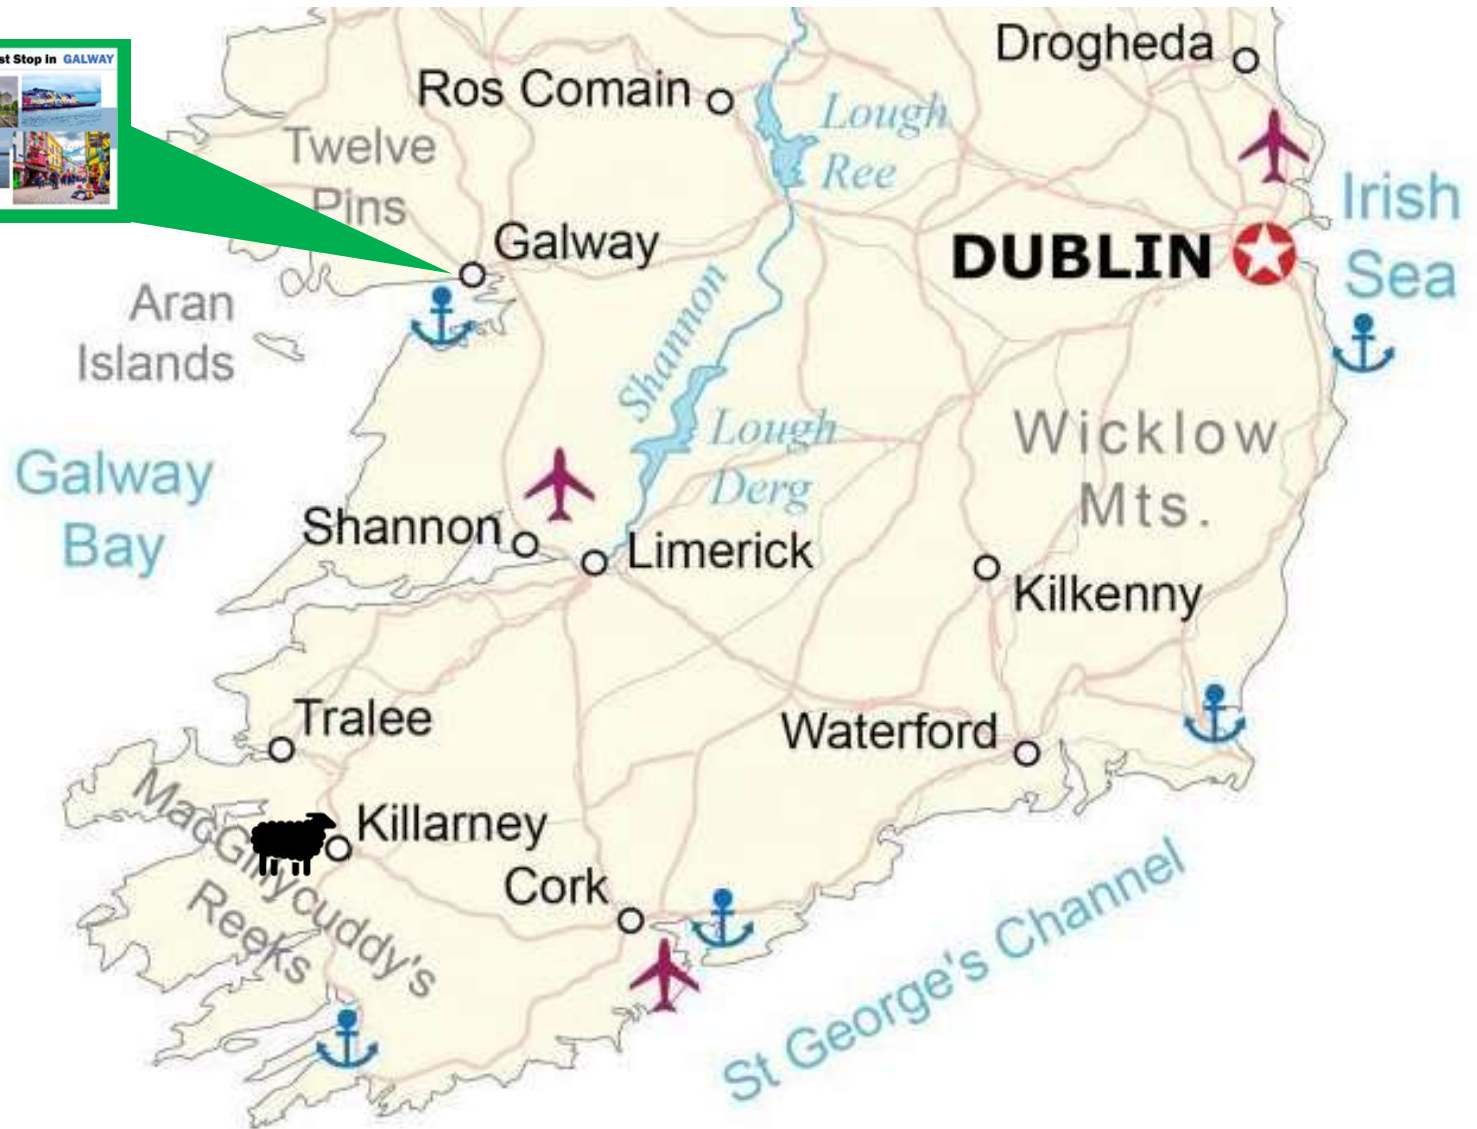 Stop in GALWAY
Drogheda
Ros Comain
Lough
Ree
Twelve
Pins
Irish
Sea
Galway
DUBLIN
Aran
Islands
Shannon
Lough
Derg
Wicklow
Mts.
Galway
Bay
Shannon
Limerick
Kilkenny
Tralee
Waterford
MacGillycuddy's
Reeks
Killarney
Cork
St George's Channel